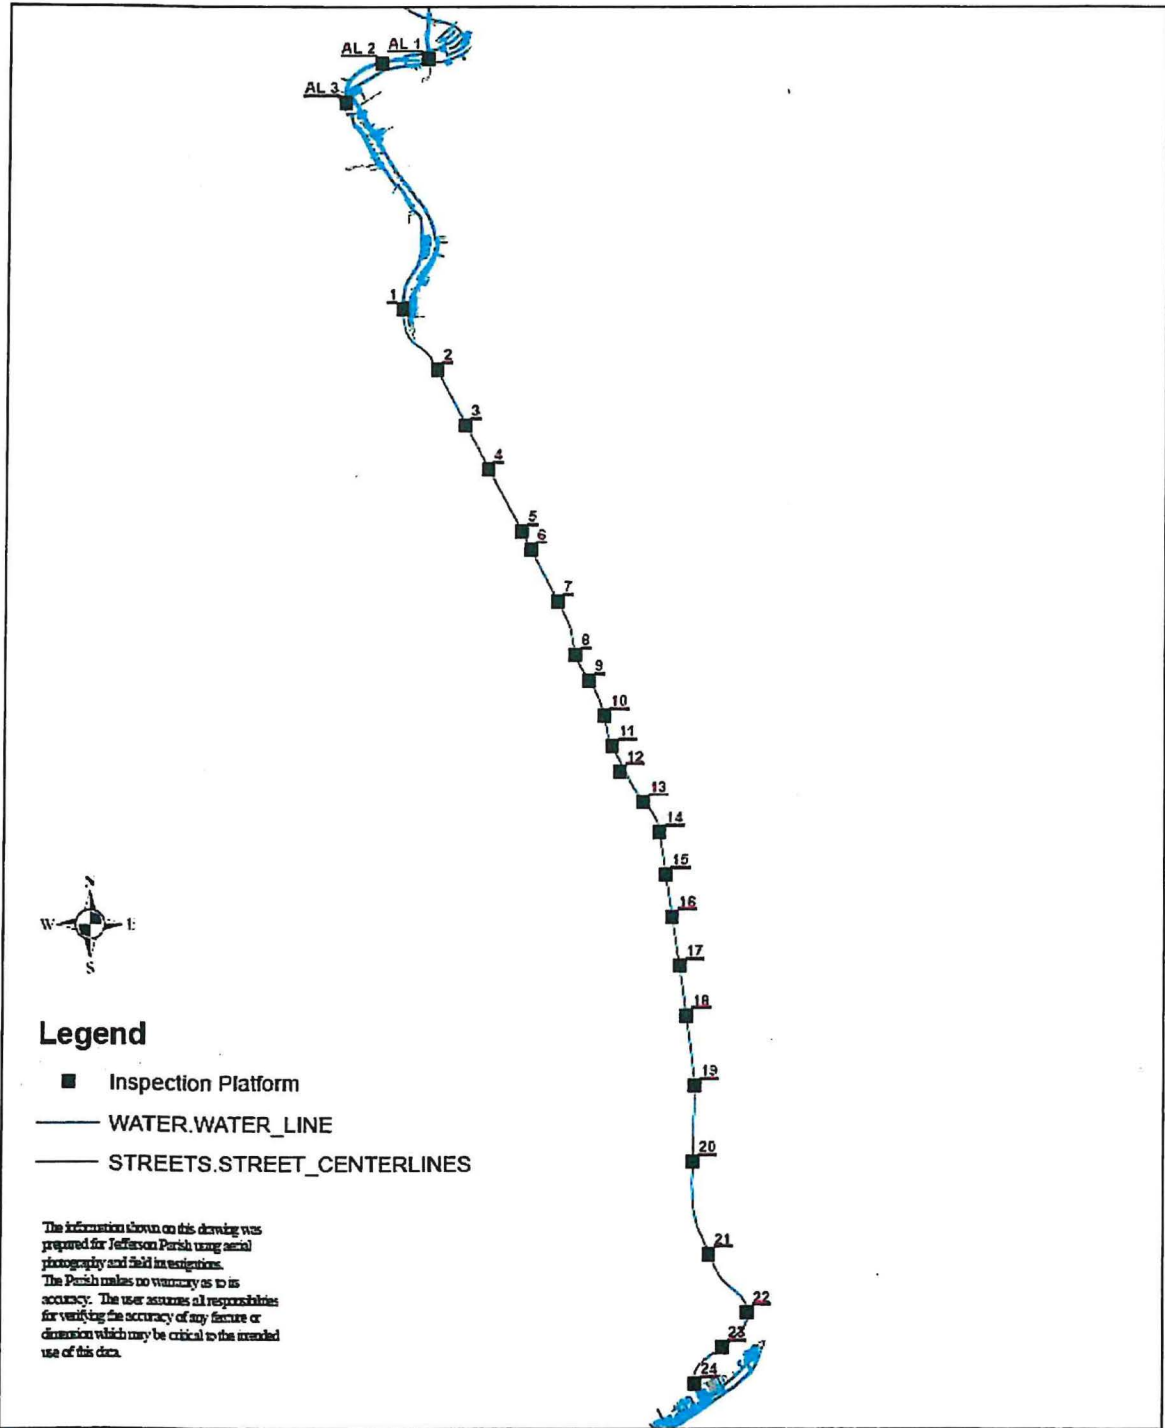 AL 2 AL 1
AL 3
1
2
3
4
5
6
7
8
9
10
11
12
13
14
15
16
17
18
19
20
21
22
23
24
N
W E
S
Legend
Inspection Platform
WATER.WATER_LINE
STREETS.STREET_CENTERLINES
The information shown on this drawing was
prepared for Jefferson Parish using aerial
photography and field investigations.
The Parish makes no warranty as to its
accuracy. The user assumes all responsibilities
for verifying the accuracy of any feature or
dimension which may be critical to the intended
use of this data.